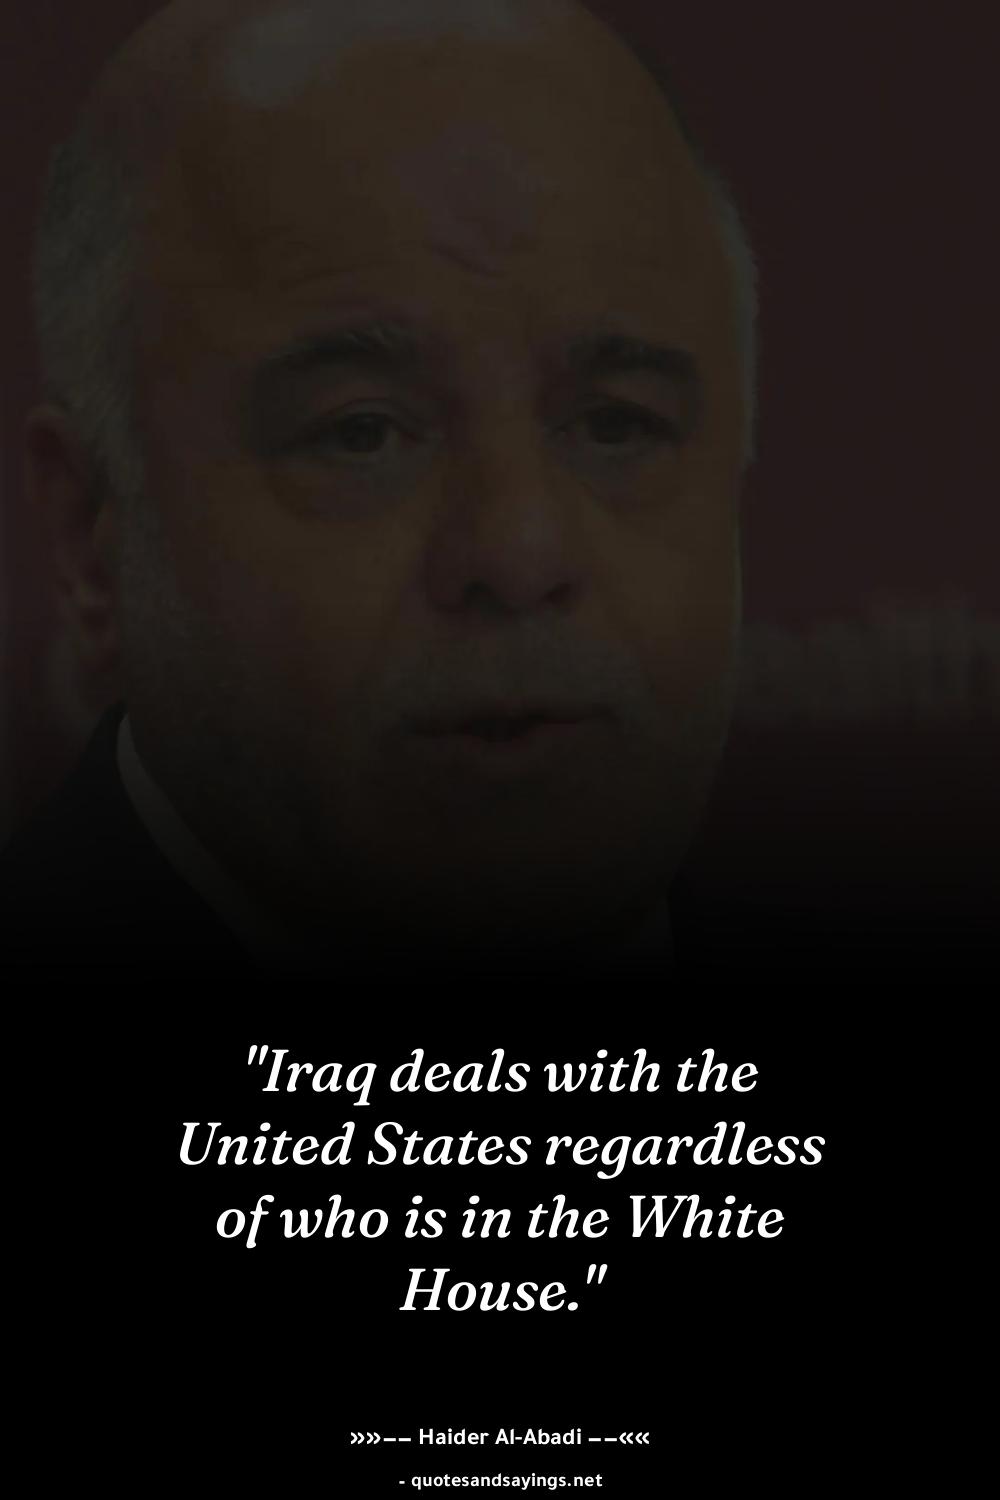 "Iraq deals with the
United States regardless
of who is in the White
House."
»»−− Haider Al-Abadi −−««
- quotesandsayings.net